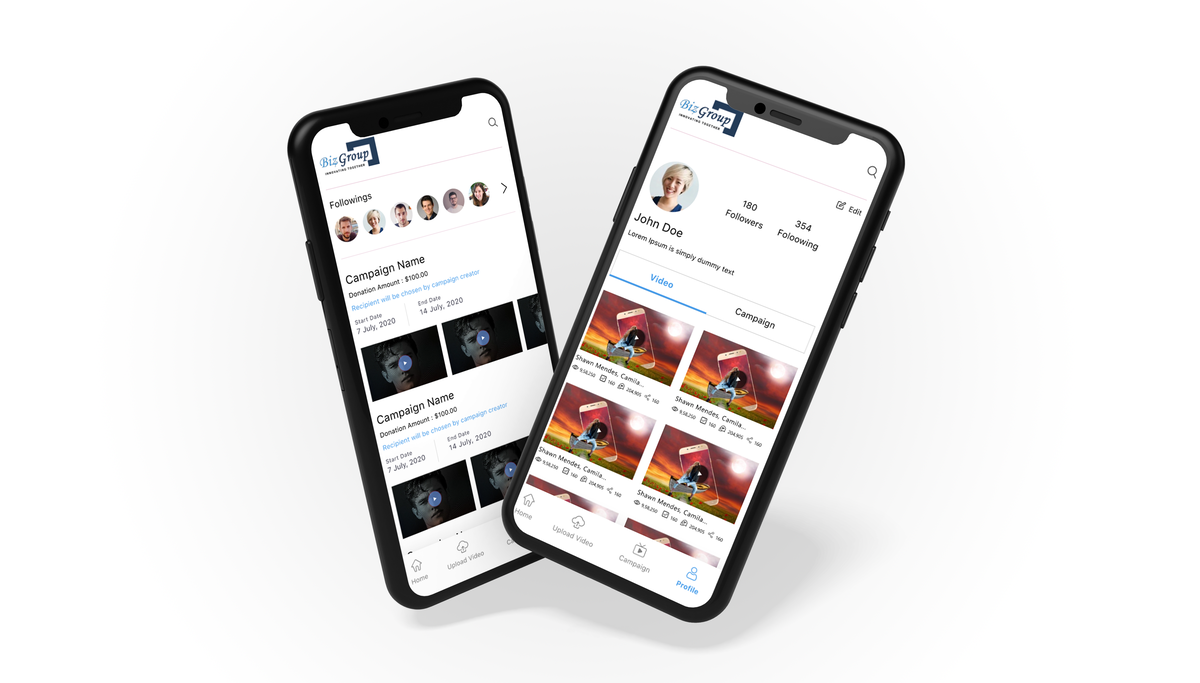 Biz Group
INNOVATING TOGETHER
Followings
Campaign Name
Donation Amount : $100.00
Recipient will be chosen by campaign creator
Start Date
End Date
7 July, 2020
14 July, 2020
Campaign Name
Donation Amount : $100.00
Recipient will be chosen by campaign creator
Start Date
End Date
7 July, 2020
14 July, 2020
Home
Upload Video
Biz Group
INNOVATING TOGETHER
Edit
180
Followers
354
Foloowing
John Doe
Lorem Ipsum is simply dummy text
Video
Campaign
Shawn Mendes, Camila...
9,58,250 160 204,905 160
Shawn Mendes, Camila...
9,58,250 160 204,905 160
Shawn Mendes, Camila...
9,58,250 160 204,905 160
Shawn Mendes, Camila...
9,58,250 160 204,905 160
Home
Upload Video
Campaign
Profile